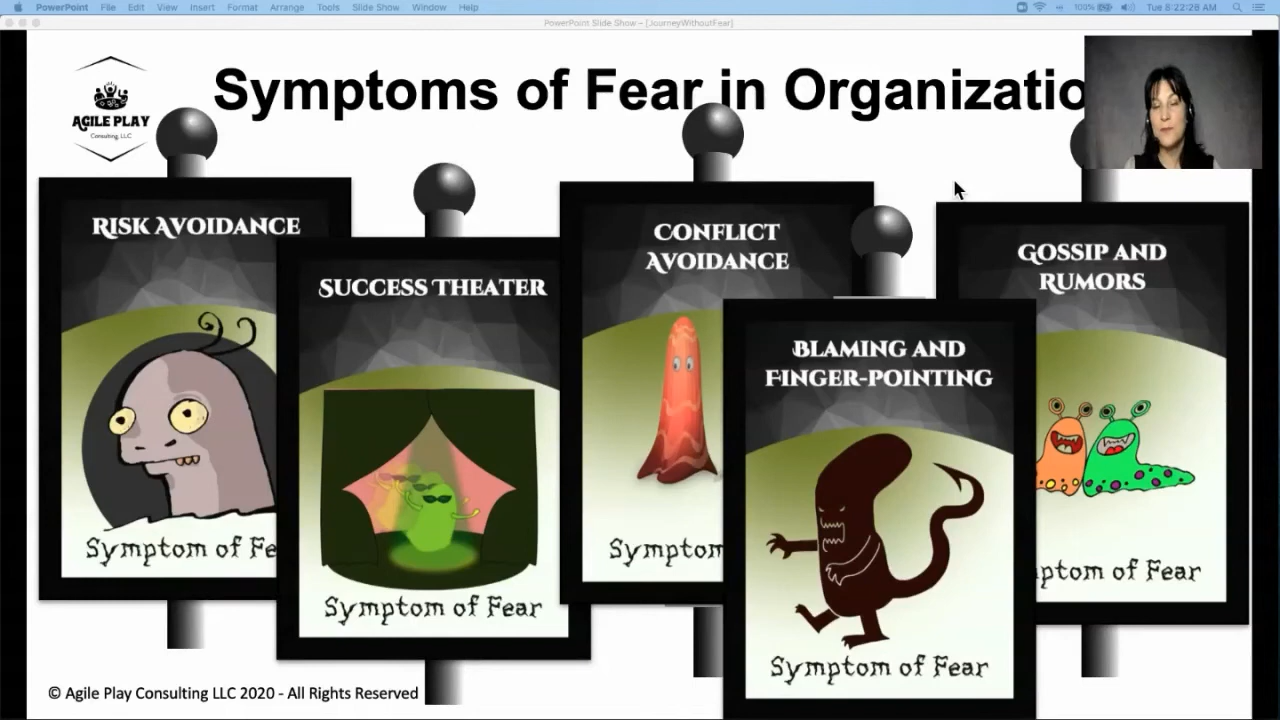 PowerPoint File Edit View Insert Format Arrange Tools Slide Show Window Help 100% Tue 8:22:28 AM
PowerPoint Slide Show - [JourneyWithoutFear]
Symptoms of Fear in Organizatio
AGILE PLAY
Consulting, LLC
RISK AVOIDANCE
Symptom of Fe
SUCCESS THEATER
Symptom of Fear
CONFLICT
AVOIDANCE
Symptom
BLAMING AND
FINGER-POINTING
Symptom of Fear
GOSSIP AND
RUMORS
ptom of Fear
© Agile Play Consulting LLC 2020 - All Rights Reserved